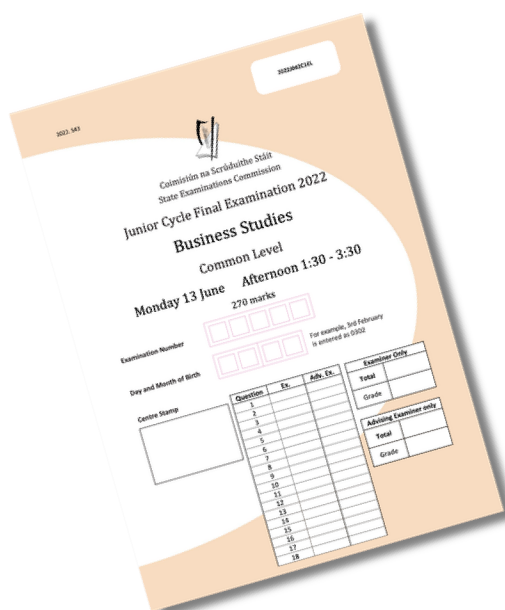 2022J062C1EL
2022. S43
Coimisiún na Scrúduithe Stáit
State Examinations Commission
Junior Cycle Final Examination 2022
Business Studies
Common Level
Monday 13 June Afternoon 1:30 - 3:30
270 marks
Examination Number
Day and Month of Birth
For example, 3rd February
is entered as 0302
Centre Stamp
Question Ex. Adv. Ex.
1
2
3
4
5
6
7
8
9
10
11
12
13
14
15
16
17
18
Examiner Only
Total
Grade
Advising Examiner only
Total
Grade